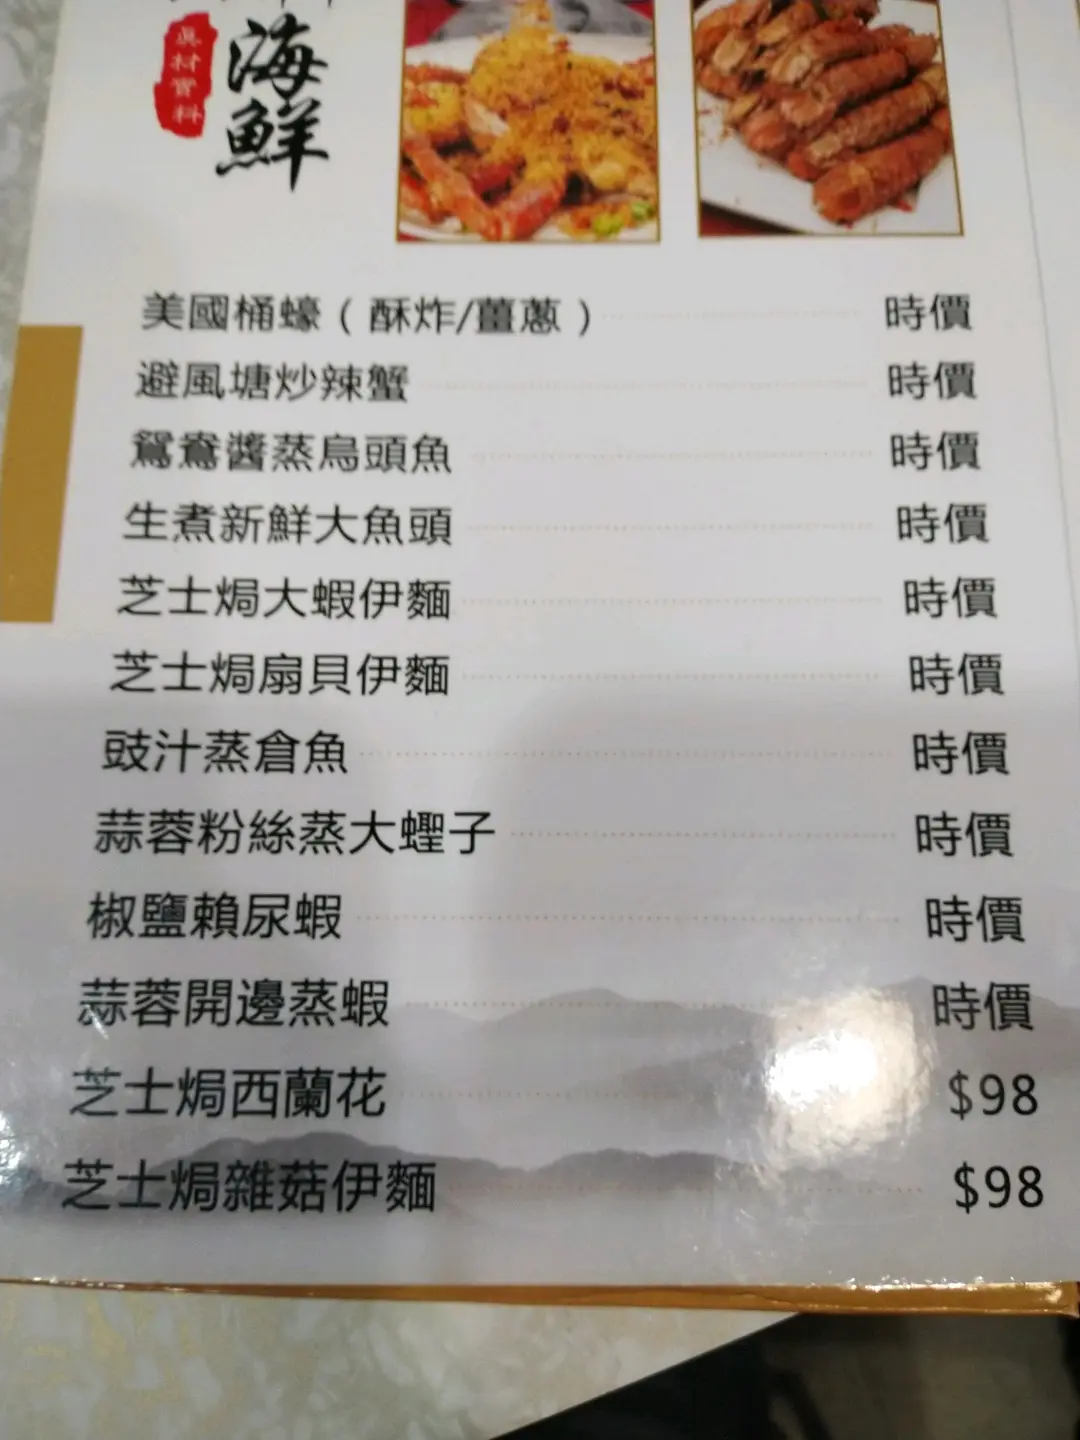 海鮮
真材實料
美國桶蠔（酥炸/薑蔥） 時價
避風塘炒辣蟹 時價
鴛鴦醬蒸烏頭魚 時價
生煮新鮮大魚頭 時價
芝士焗大蝦伊麵 時價
芝士焗扇貝伊麵 時價
豉汁蒸倉魚 時價
蒜蓉粉絲蒸大蟶子 時價
椒鹽賴尿蝦 時價
蒜蓉開邊蒸蝦 時價
芝士焗西蘭花 $98
芝士焗雜菇伊麵 $98